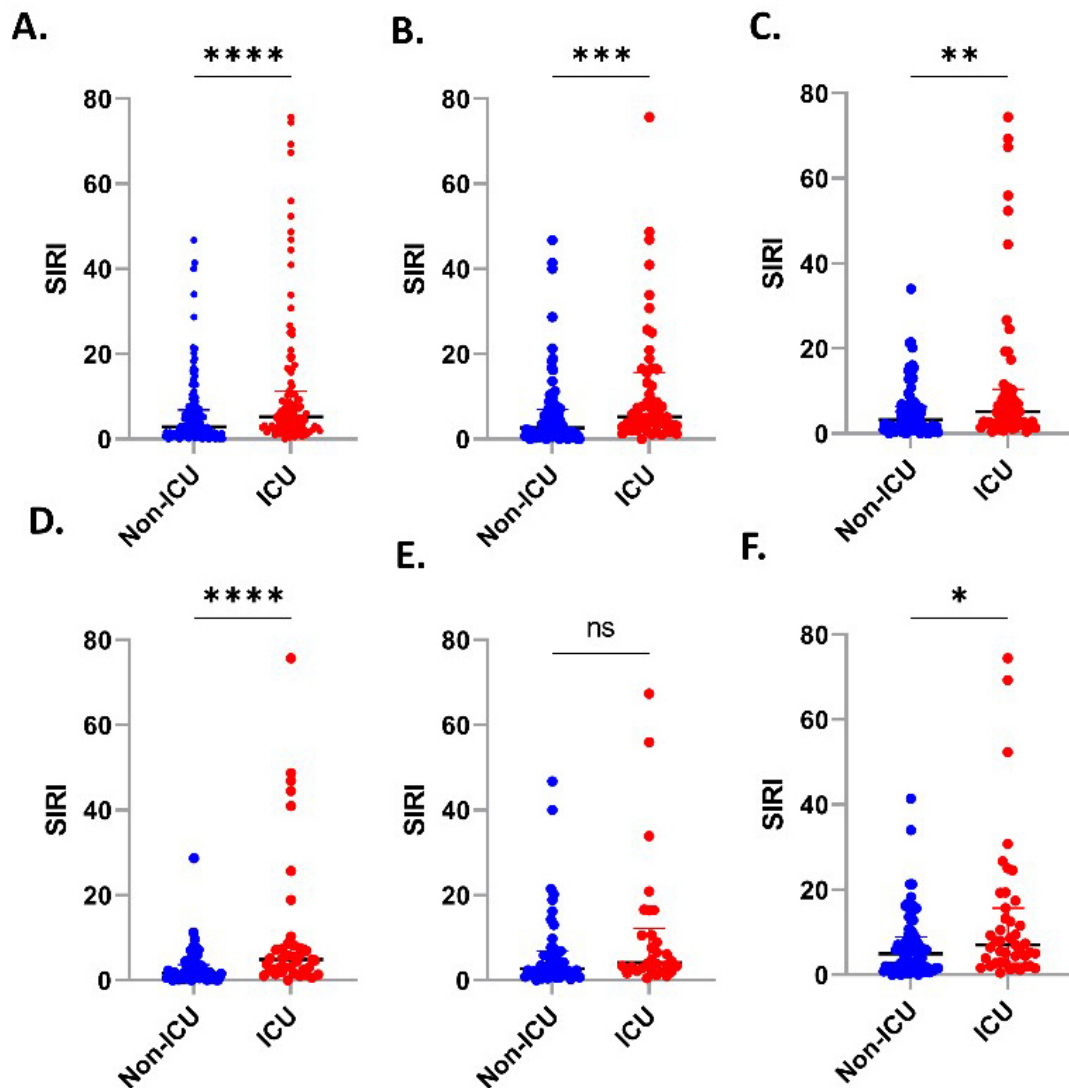 A.
B.
C.
****
***
**
80
60
40
20
0
SIRI
Non-ICU
ICU
80
60
40
20
0
SIRI
Non-ICU
ICU
80
60
40
20
0
SIRI
Non-ICU
ICU
D.
E.
F.
****
ns
*
80
60
40
20
0
SIRI
Non-ICU
ICU
80
60
40
20
0
SIRI
Non-ICU
ICU
80
60
40
20
0
SIRI
Non-ICU
ICU